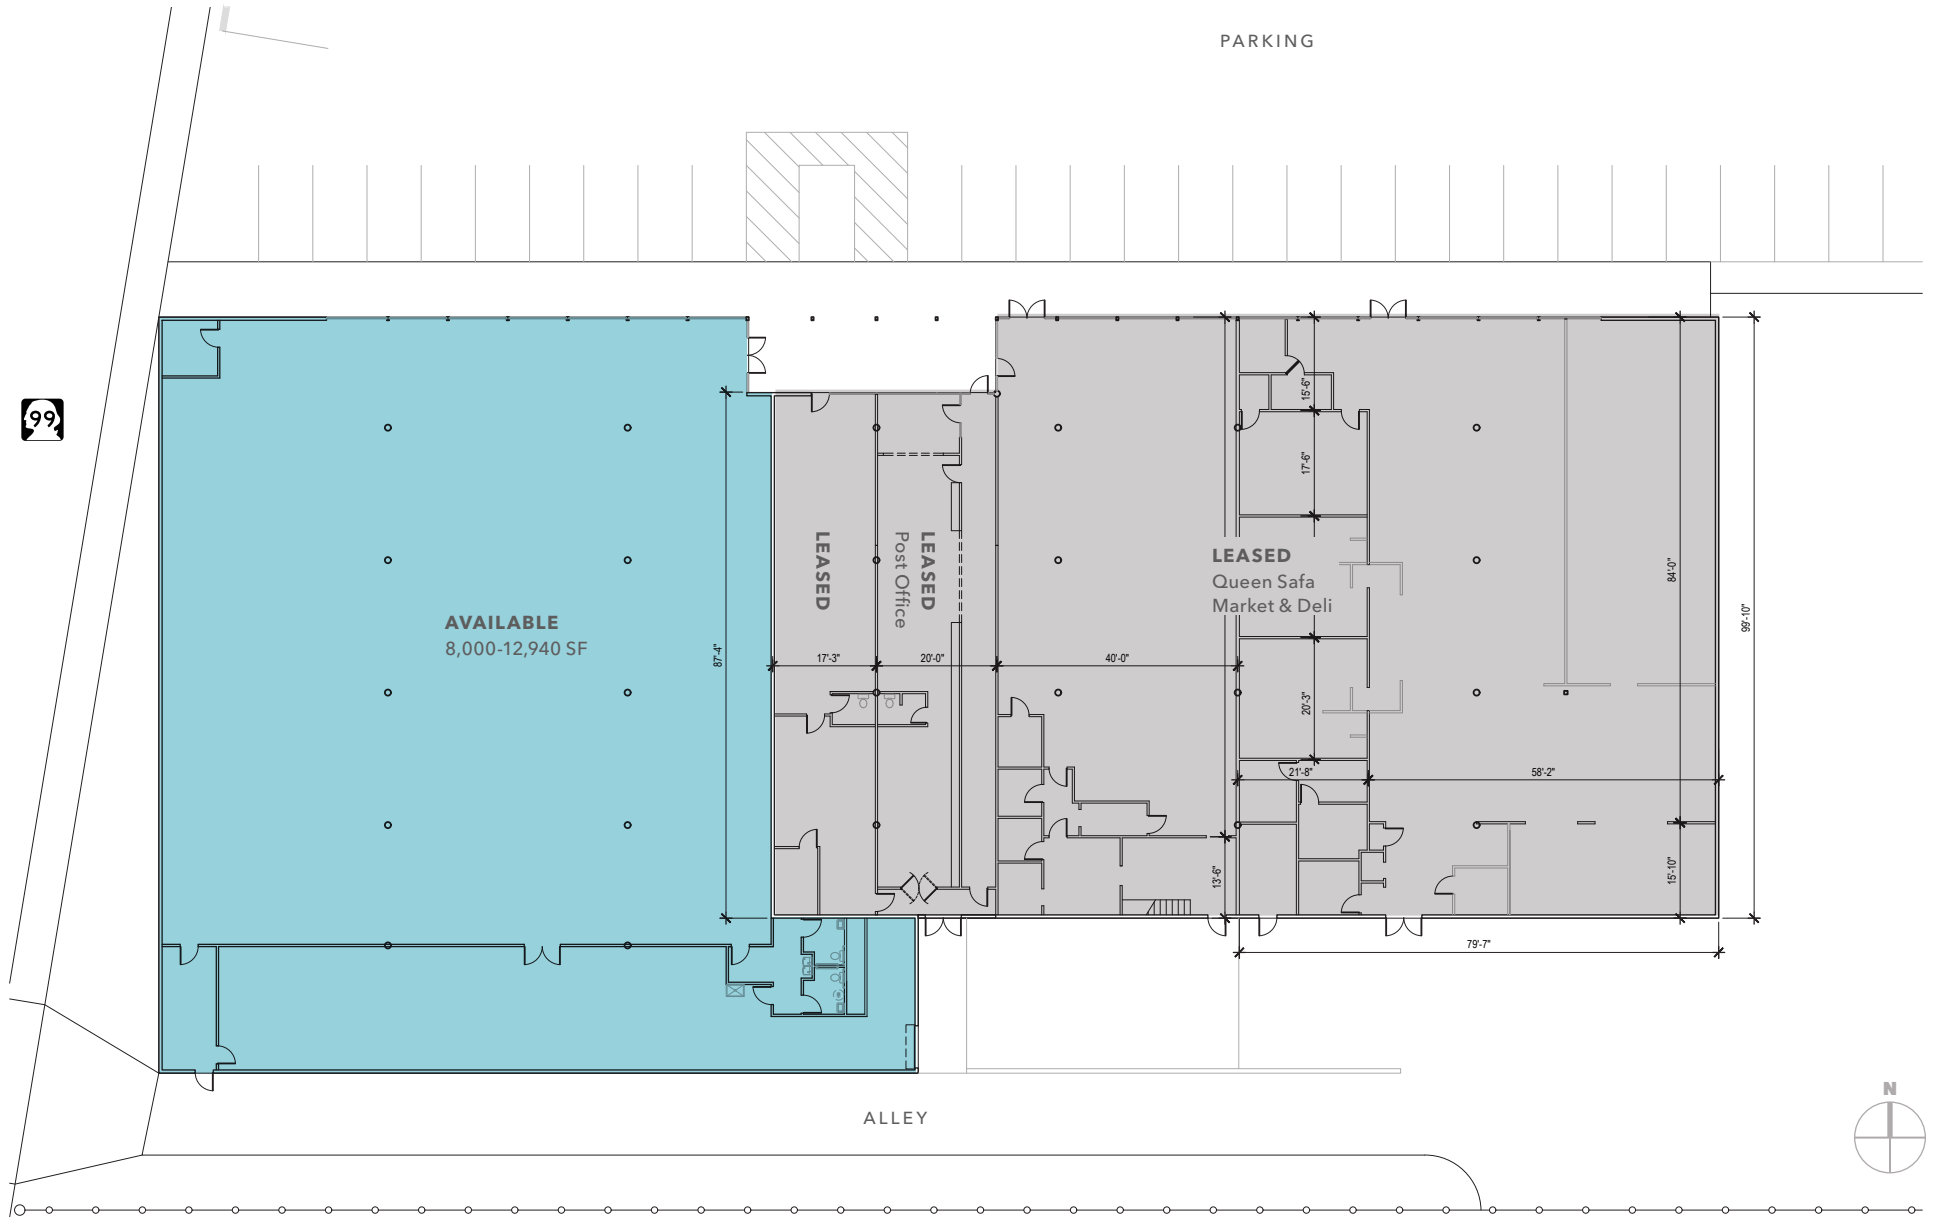 PARKING
99
LEASED
LEASED
Post Office
LEASED
Queen Safa
Market & Deli
AVAILABLE
8,000-12,940 SF
15'-6"
17'-6"
84'-0"
99'-10"
87'-4"
17'-3"
20'-0"
40'-0"
20'-3"
21'-8"
58'-2"
13'-6"
15'-10"
79'-7"
ALLEY
N